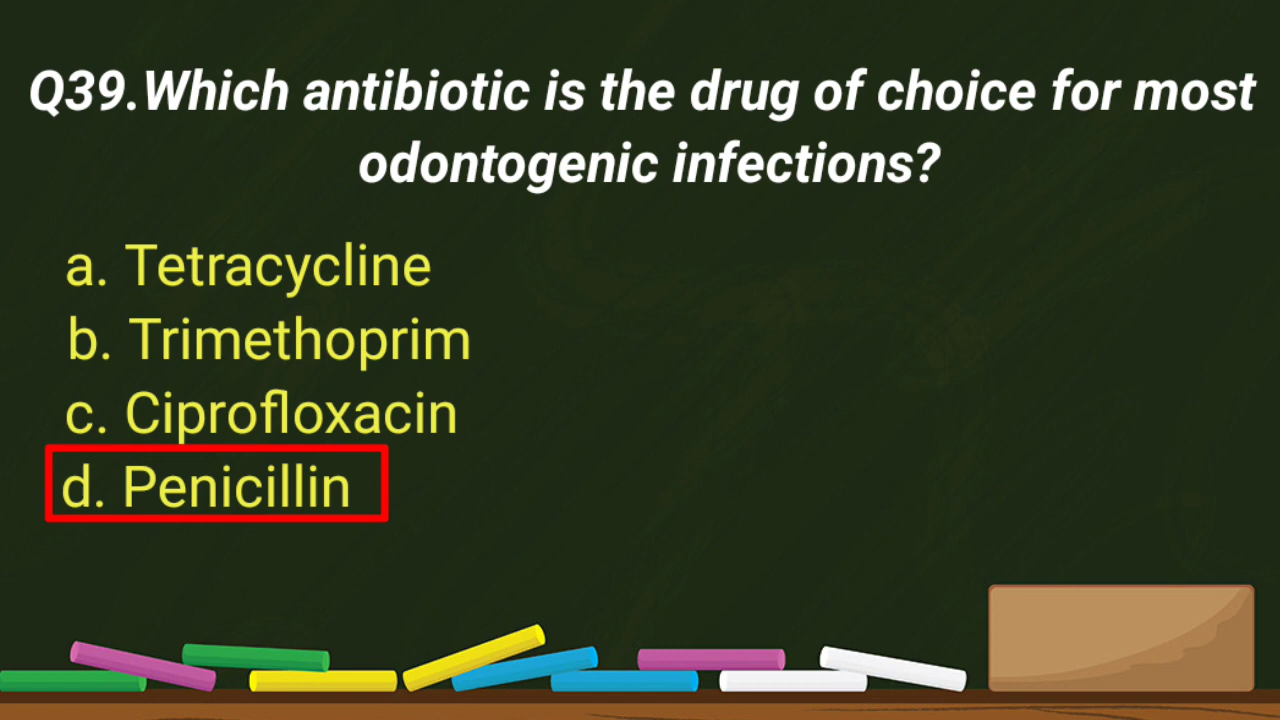 Q39.Which antibiotic is the drug of choice for most
odontogenic infections?
a. Tetracycline
b. Trimethoprim
c. Ciprofloxacin
d. Penicillin